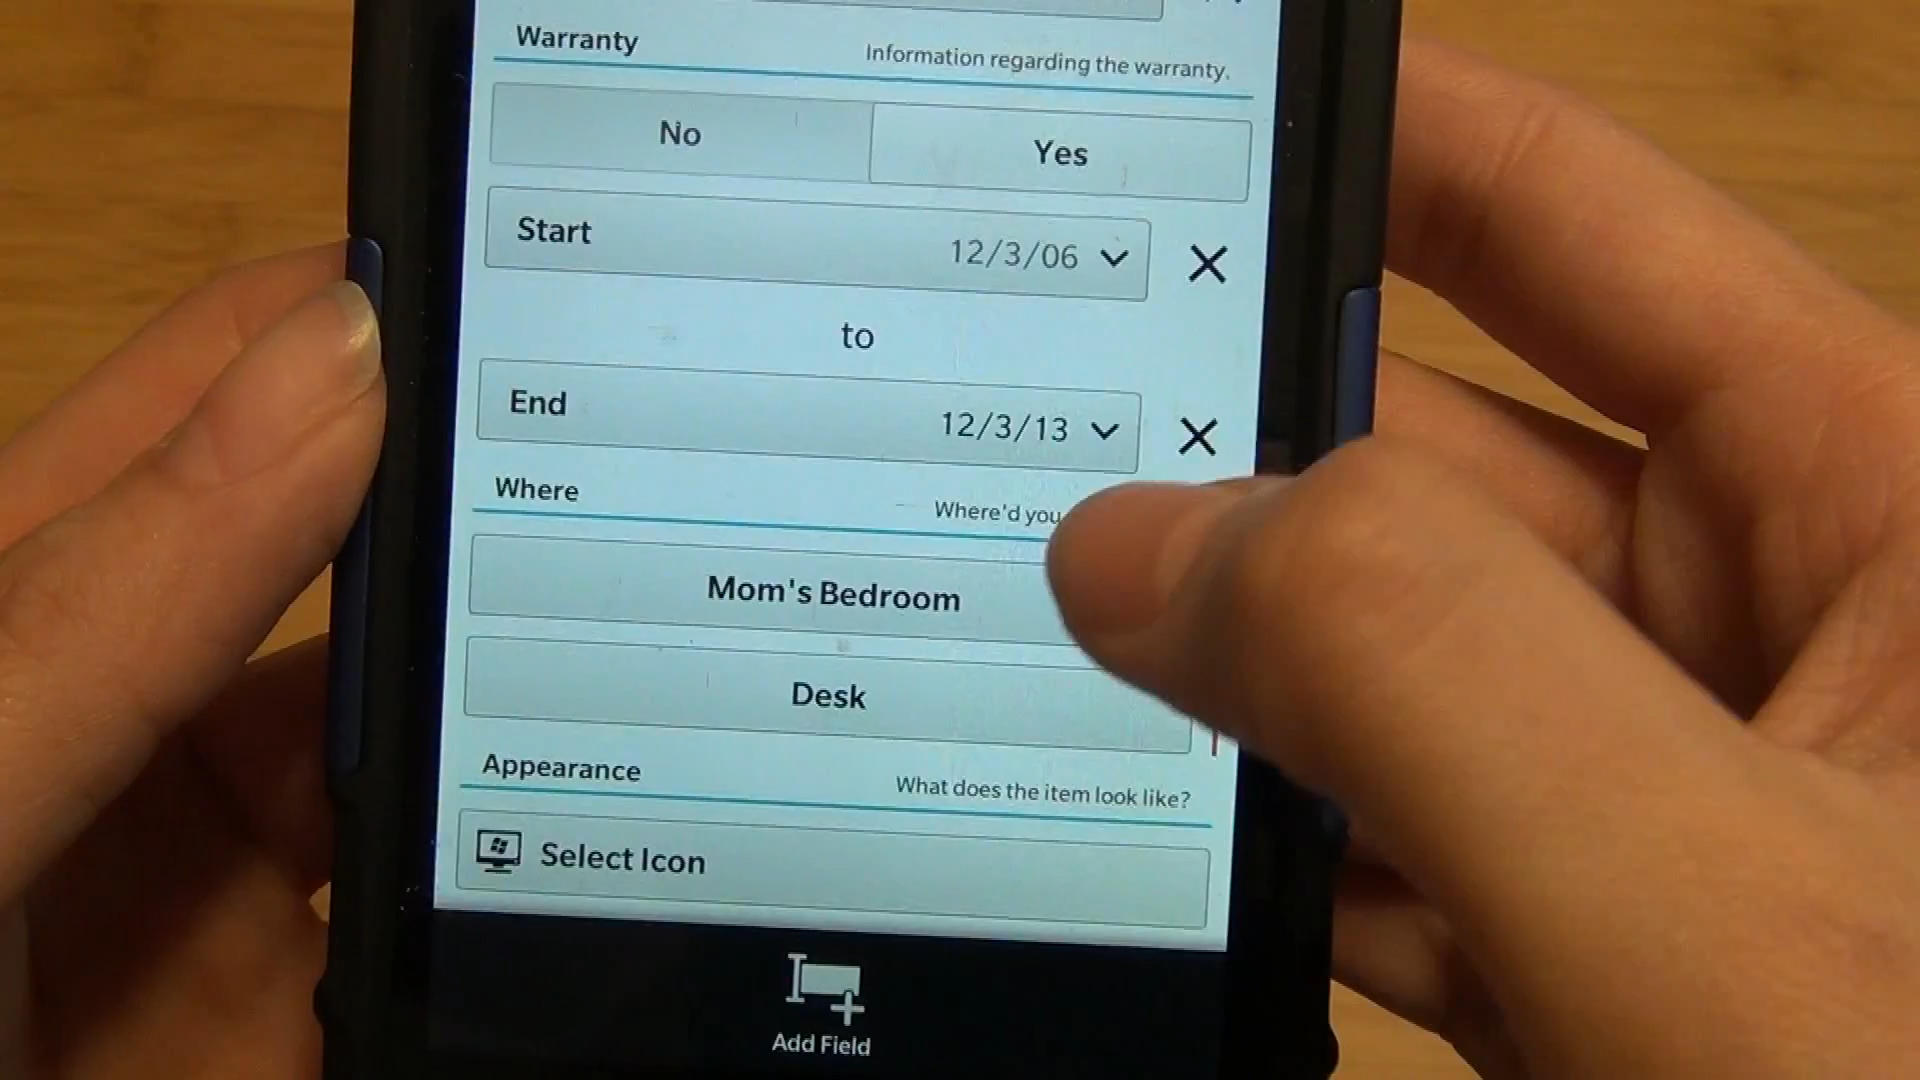 Warranty
Information regarding the warranty.
No
Yes
Start
12/3/06
to
End
12/3/13
Where
Where'd you
Mom's Bedroom
Desk
Appearance
What does the item look like?
Select Icon
Add Field